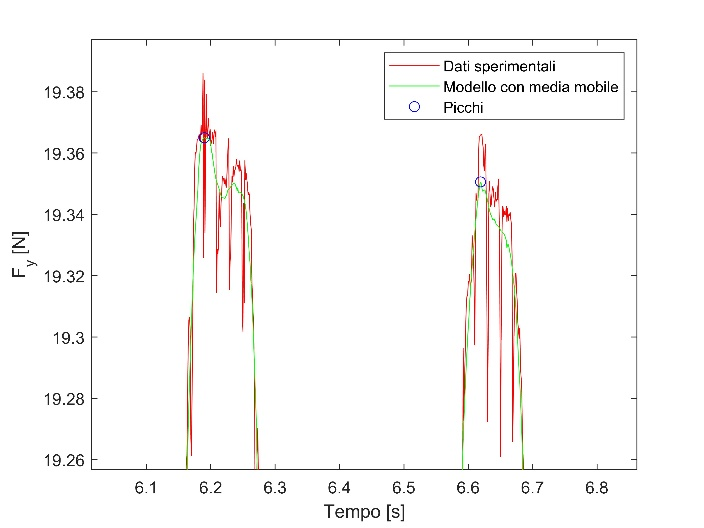 Dati sperimentali
Modello con media mobile
Picchi
19.38
19.36
19.34
19.32
19.3
19.28
19.26
F_y [N]
6.1 6.2 6.3 6.4 6.5 6.6 6.7 6.8
Tempo [s]